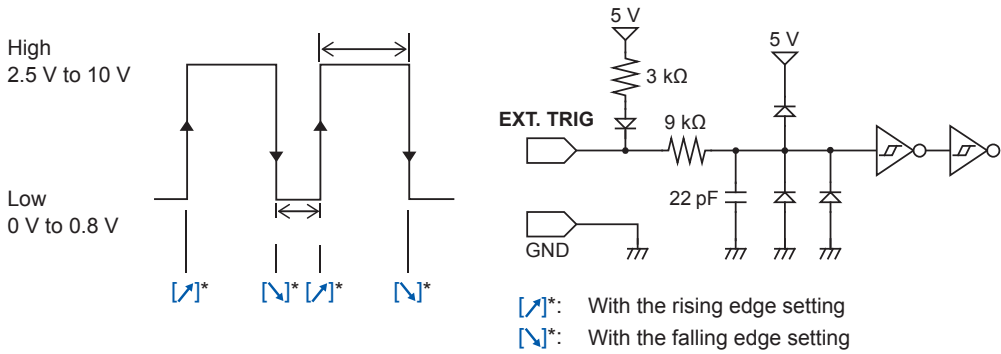 High
2.5 V to 10 V
Low
0 V to 0.8 V
[↗]*
[↘]*
[↗]*
[↘]*
5 V
3 kΩ
5 V
EXT. TRIG
9 kΩ
22 pF
GND
[↗]*: With the rising edge setting
[↘]*: With the falling edge setting